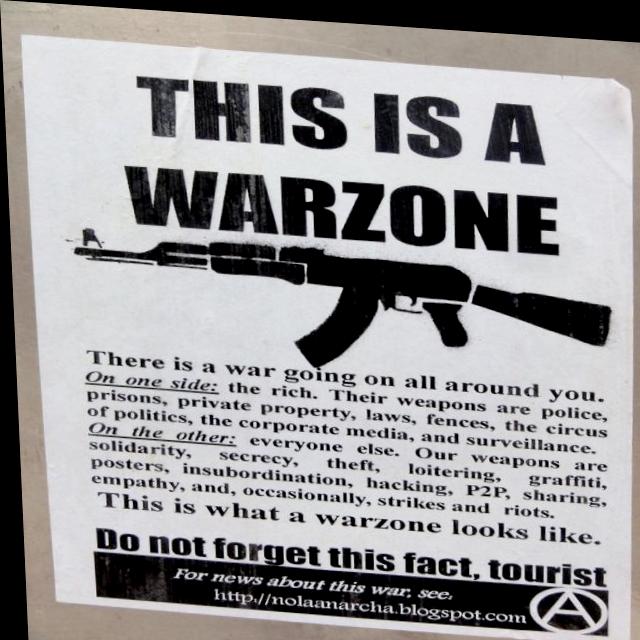 THIS IS A
WARZONE
There is a war going on all around you.
On one side: the rich. Their weapons are police,
prisons, private property, laws, fences, the circus
of politics, the corporate media, and surveillance.
On the other: everyone else. Our weapons are
solidarity, secrecy, theft, loitering, graffiti,
posters, insubordination, hacking, P2P, sharing,
empathy, and, occasionally, strikes and riots.
This is what a warzone looks like.
Do not forget this fact, tourist
For news about this war, see:
http://nolaanarcha.blogspot.com